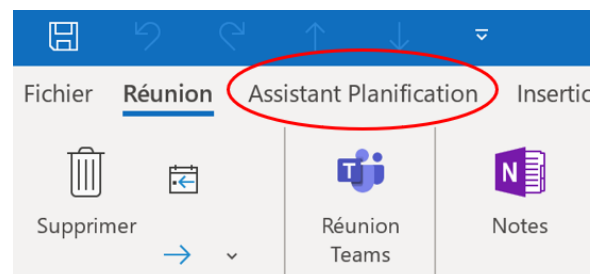 Fichier Réunion Assistant Planification Insertic
Supprimer Réunion Teams Notes